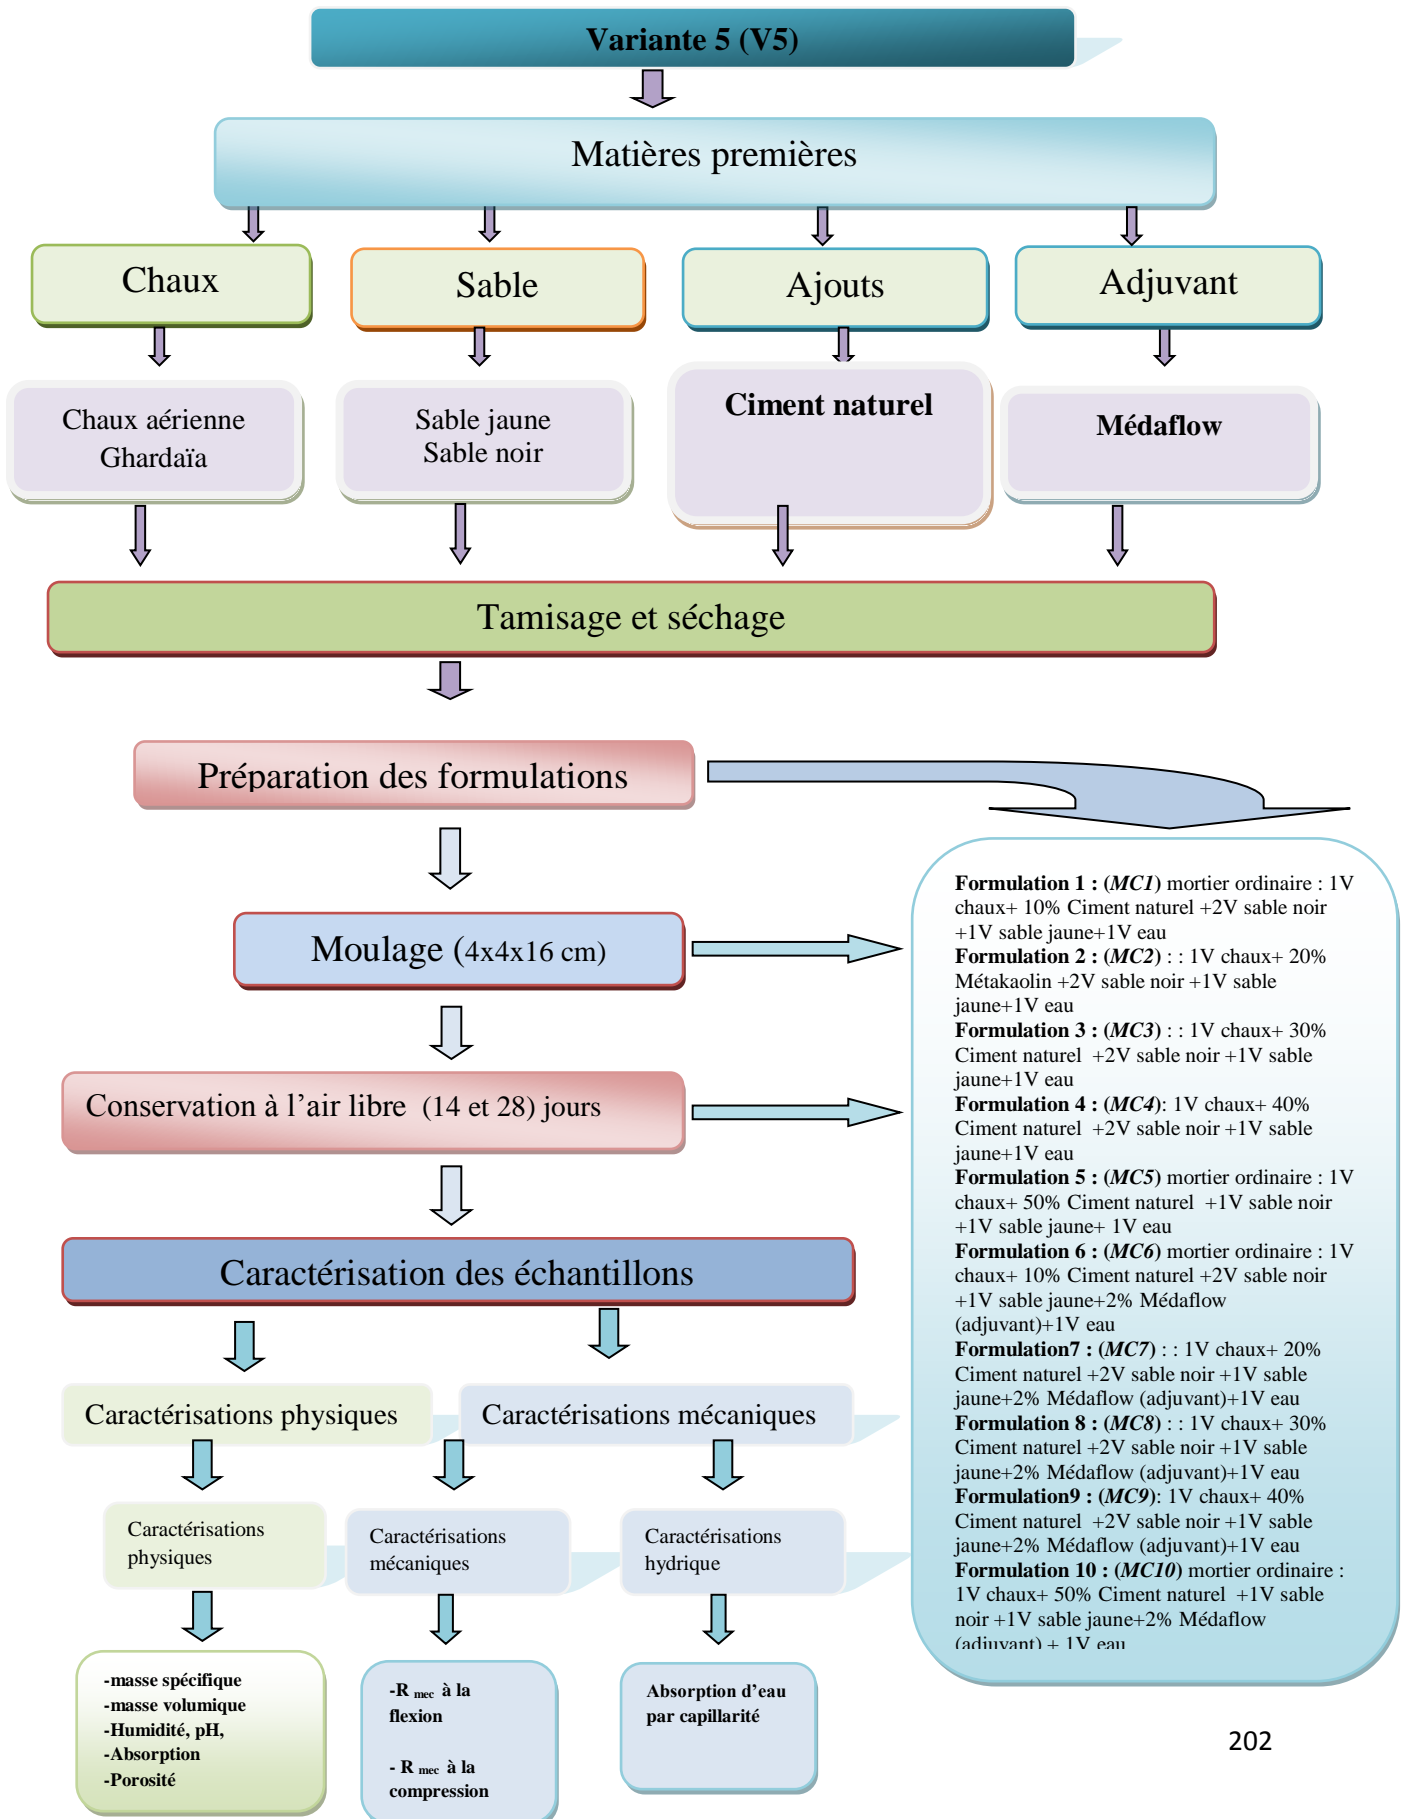 Variante 5 (V5)
Matières premières
Chaux
Sable
Ajouts
Adjuvant
Chaux aérienne
Ghardaïa
Sable jaune
Sable noir
Ciment naturel
Médaflow
Tamisage et séchage
Préparation des formulations
Moulage (4x4x16 cm)
Conservation à l’air libre (14 et 28) jours
Caractérisation des échantillons
Caractérisations physiques
Caractérisations mécaniques
Caractérisations
physiques
Caractérisations
mécaniques
Caractérisations
hydrique
-masse spécifique
-masse volumique
-Humidité, pH,
-Absorption
-Porosité
-R mec à la
flexion
- R mec à la
compression
Absorption d’eau
par capillarité
Formulation 1 : (MC1) mortier ordinaire : 1V
chaux+ 10% Ciment naturel +2V sable noir
+1V sable jaune+1V eau
Formulation 2 : (MC2) : : 1V chaux+ 20%
Métakaolin +2V sable noir +1V sable
jaune+1V eau
Formulation 3 : (MC3) : : 1V chaux+ 30%
Ciment naturel +2V sable noir +1V sable
jaune+1V eau
Formulation 4 : (MC4): 1V chaux+ 40%
Ciment naturel +2V sable noir +1V sable
jaune+1V eau
Formulation 5 : (MC5) mortier ordinaire : 1V
chaux+ 50% Ciment naturel +1V sable noir
+1V sable jaune+ 1V eau
Formulation 6 : (MC6) mortier ordinaire : 1V
chaux+ 10% Ciment naturel +2V sable noir
+1V sable jaune+2% Médaflow
(adjuvant)+1V eau
Formulation7 : (MC7) : : 1V chaux+ 20%
Ciment naturel +2V sable noir +1V sable
jaune+2% Médaflow (adjuvant)+1V eau
Formulation 8 : (MC8) : : 1V chaux+ 30%
Ciment naturel +2V sable noir +1V sable
jaune+2% Médaflow (adjuvant)+1V eau
Formulation9 : (MC9): 1V chaux+ 40%
Ciment naturel +2V sable noir +1V sable
jaune+2% Médaflow (adjuvant)+1V eau
Formulation 10 : (MC10) mortier ordinaire :
1V chaux+ 50% Ciment naturel +1V sable
noir +1V sable jaune+2% Médaflow
(adjuvant) + 1V eau
202